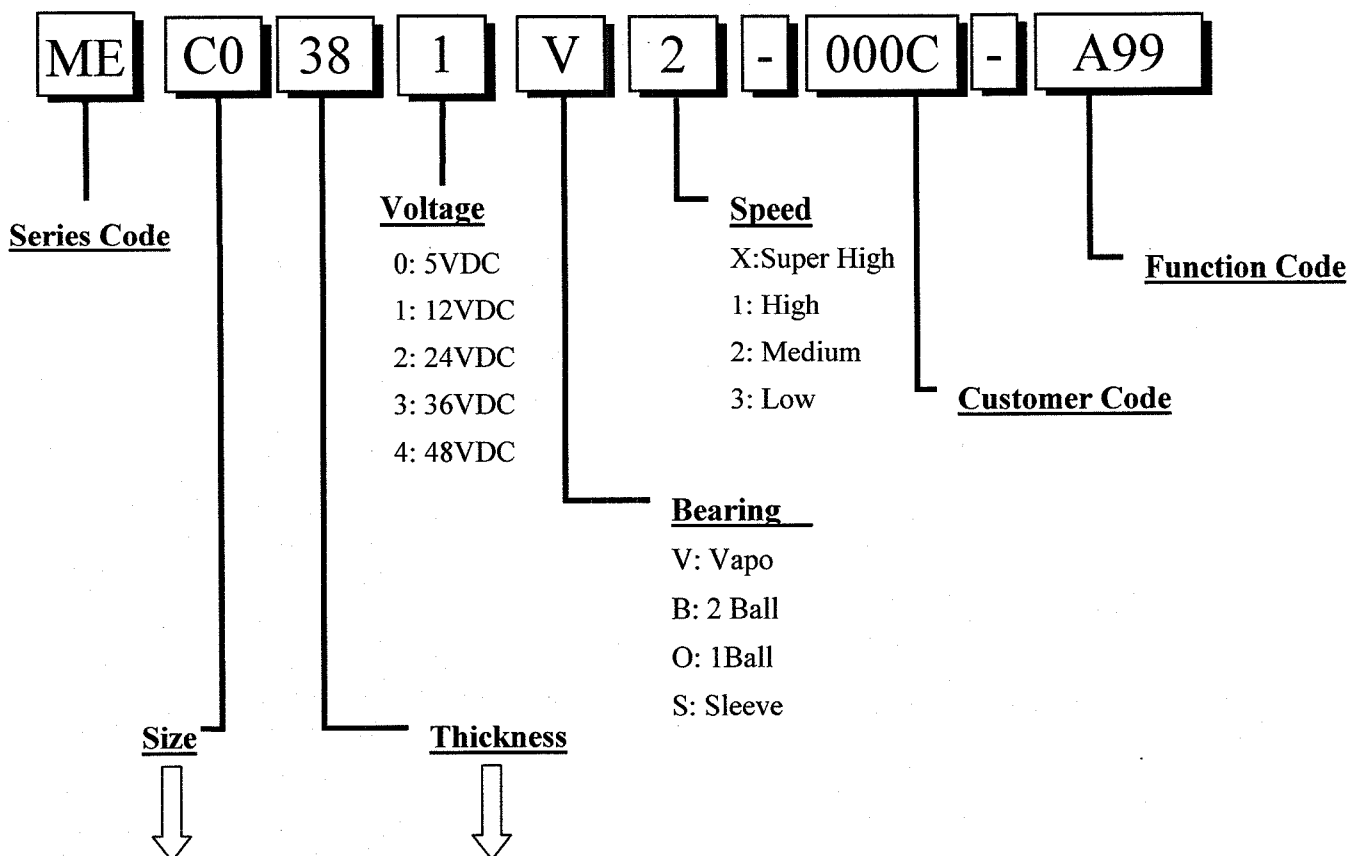 ME C0 38 1 V 2 - 000C - A99
Series Code
Voltage
0: 5VDC
1: 12VDC
2: 24VDC
3: 36VDC
4: 48VDC
Speed
X:Super High
1: High
2: Medium
3: Low
Function Code
Customer Code
Bearing
V: Vapo
B: 2 Ball
O: 1Ball
S: Sleeve
Size
Thickness